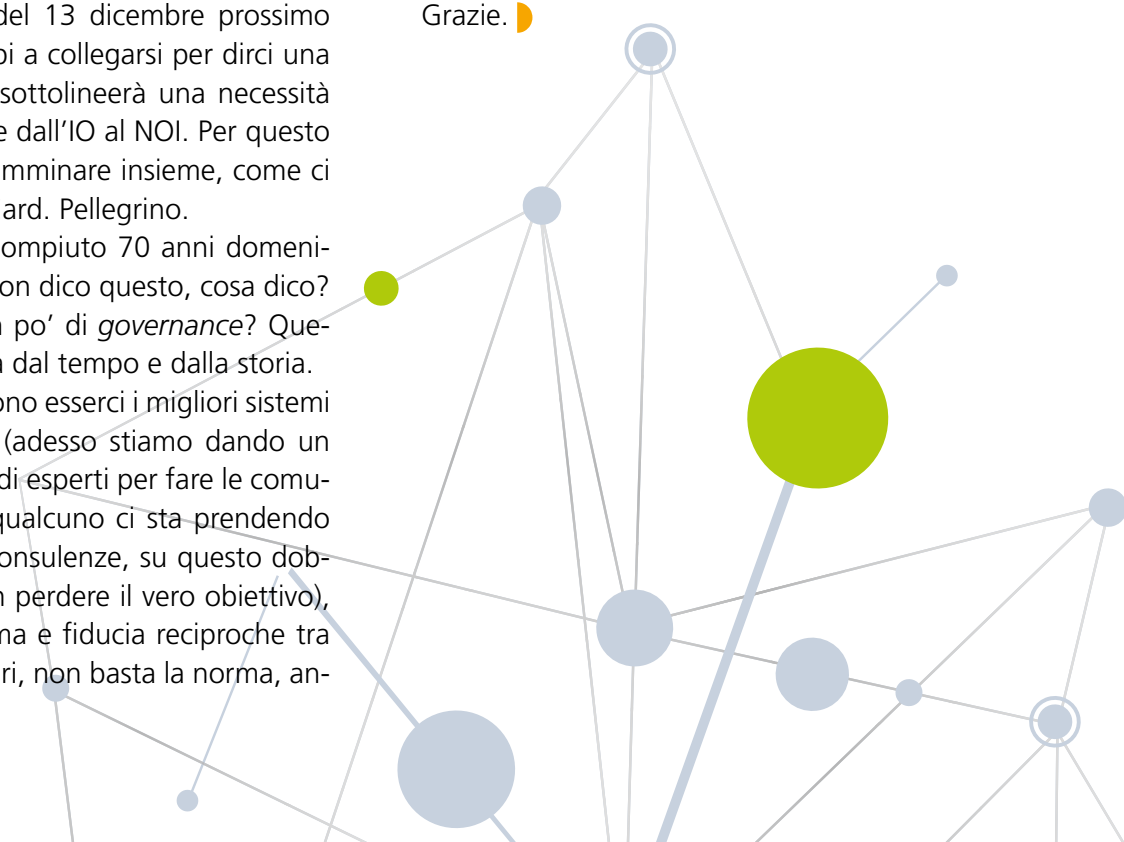 del 13 dicembre prossimo
pi a collegarsi per dirci una
sottolineerà una necessità
e dall'IO al NOI. Per questo
mminare insieme, come ci
ard. Pellegrino.
ompiuto 70 anni domeni-
on dico questo, cosa dico?
po' di governance? Que-
a dal tempo e dalla storia.
ono esserci i migliori sistemi
(adesso stiamo dando un
di esperti per fare le comu-
qualcuno ci sta prendendo
onsulenze, su questo dob-
n perdere il vero obiettivo),
ma e fiducia reciproche tra
ri, non basta la norma, an-
Grazie.